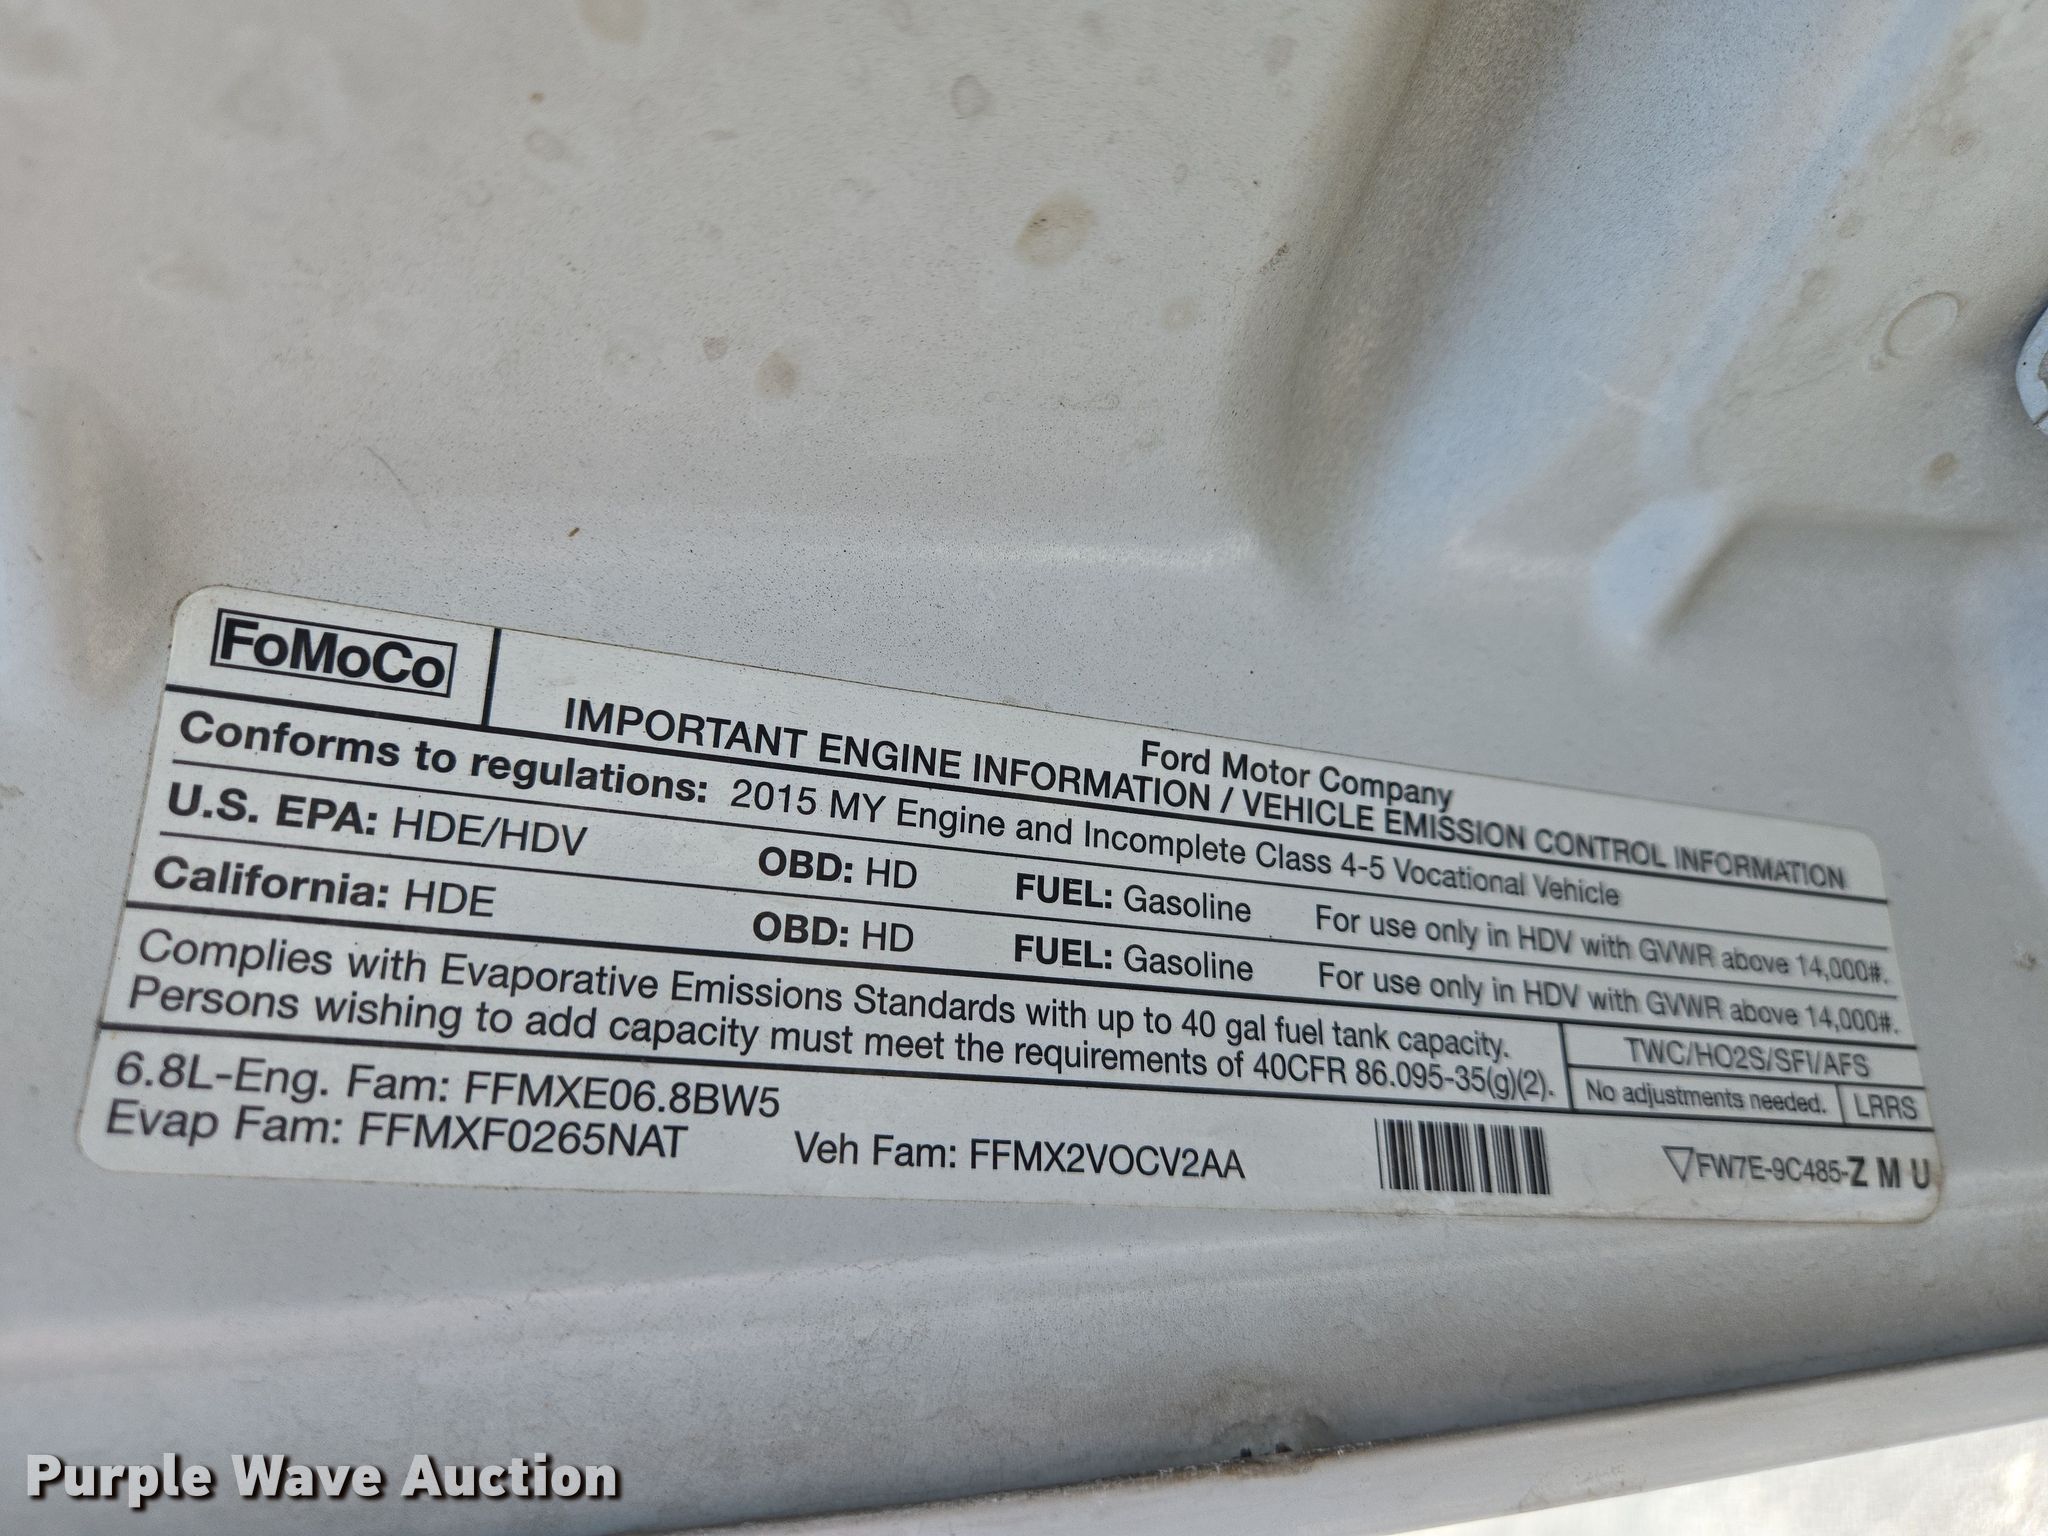 FoMoCo
Ford Motor Company
IMPORTANT ENGINE INFORMATION / VEHICLE EMISSION CONTROL INFORMATION
Conforms to regulations: 2015 MY Engine and Incomplete Class 4-5 Vocational Vehicle
U.S. EPA: HDE/HDV OBD: HD FUEL: Gasoline For use only in HDV with GVWR above 14,000#.
California: HDE OBD: HD FUEL: Gasoline For use only in HDV with GVWR above 14,000#.
Complies with Evaporative Emissions Standards with up to 40 gal fuel tank capacity.
Persons wishing to add capacity must meet the requirements of 40CFR 86.095-35(g)(2).
TWC/HO2S/SFI/AFS
No adjustments needed. LRRS
6.8L-Eng. Fam: FFMXE06.8BW5
Evap Fam: FFMXF0265NAT Veh Fam: FFMX2VOCV2AA
FW7E-9C485-Z M U
Purple Wave Auction